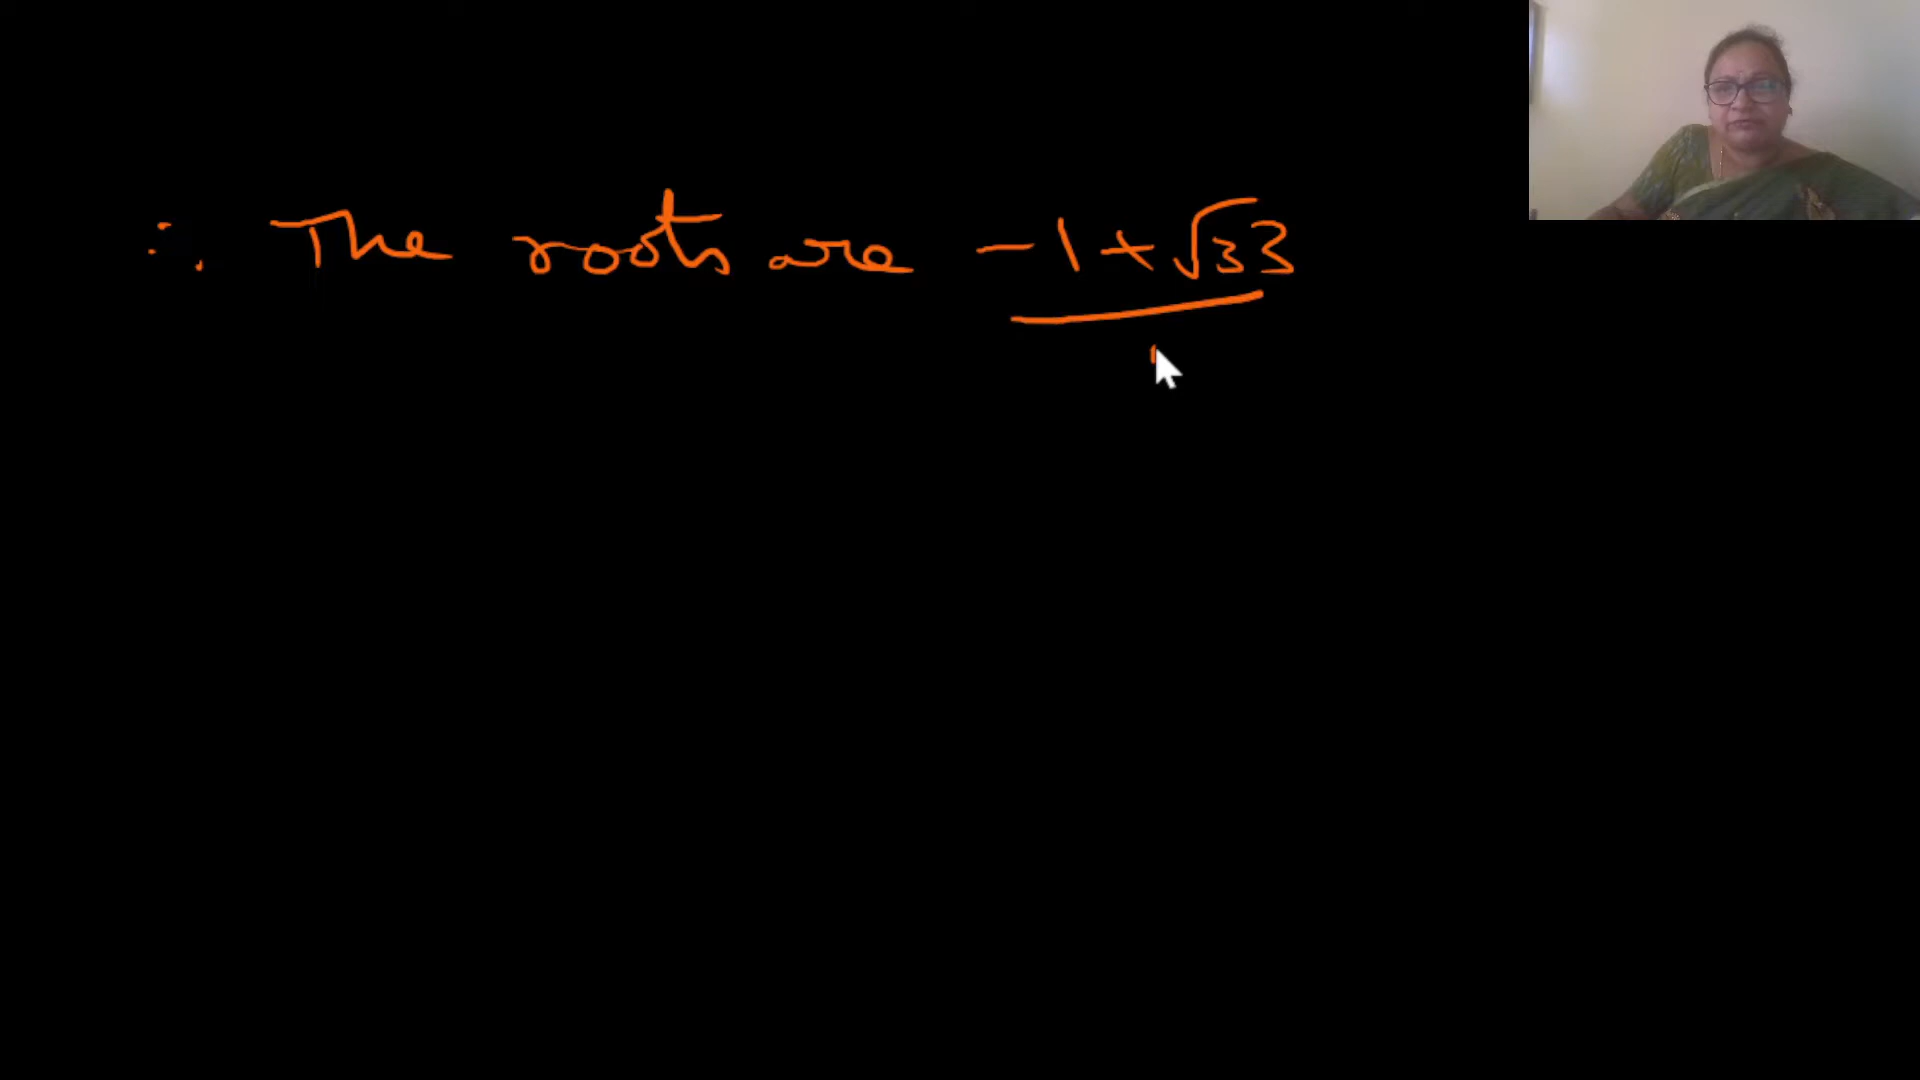 ∴ The roots are -1+√33